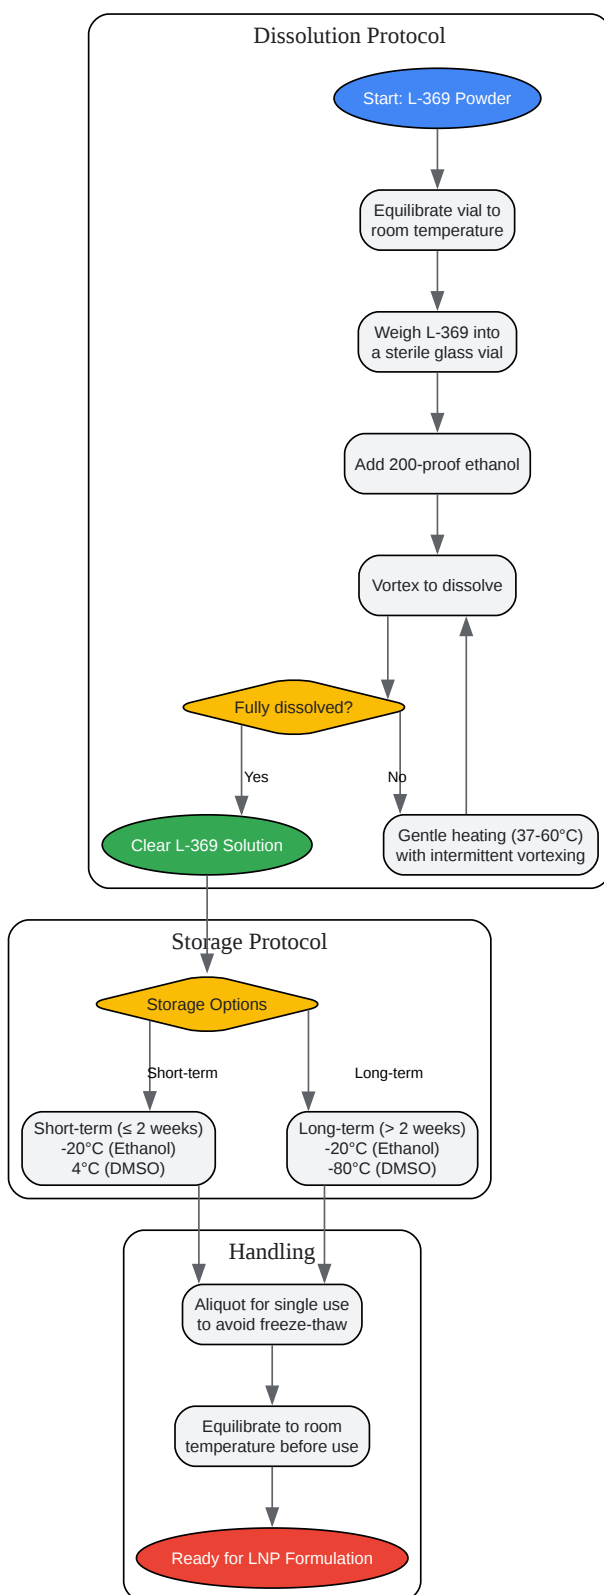 Dissolution Protocol
Start: L-369 Powder
Equilibrate vial to
room temperature
Weigh L-369 into
a sterile glass vial
Add 200-proof ethanol
Vortex to dissolve
Fully dissolved?
Yes
No
Clear L-369 Solution
Gentle heating (37-60°C)
with intermittent vortexing
Storage Protocol
Storage Options
Short-term
Long-term
Short-term (≤ 2 weeks)
-20°C (Ethanol)
4°C (DMSO)
Long-term (> 2 weeks)
-20°C (Ethanol)
-80°C (DMSO)
Handling
Aliquot for single use
to avoid freeze-thaw
Equilibrate to room
temperature before use
Ready for LNP Formulation